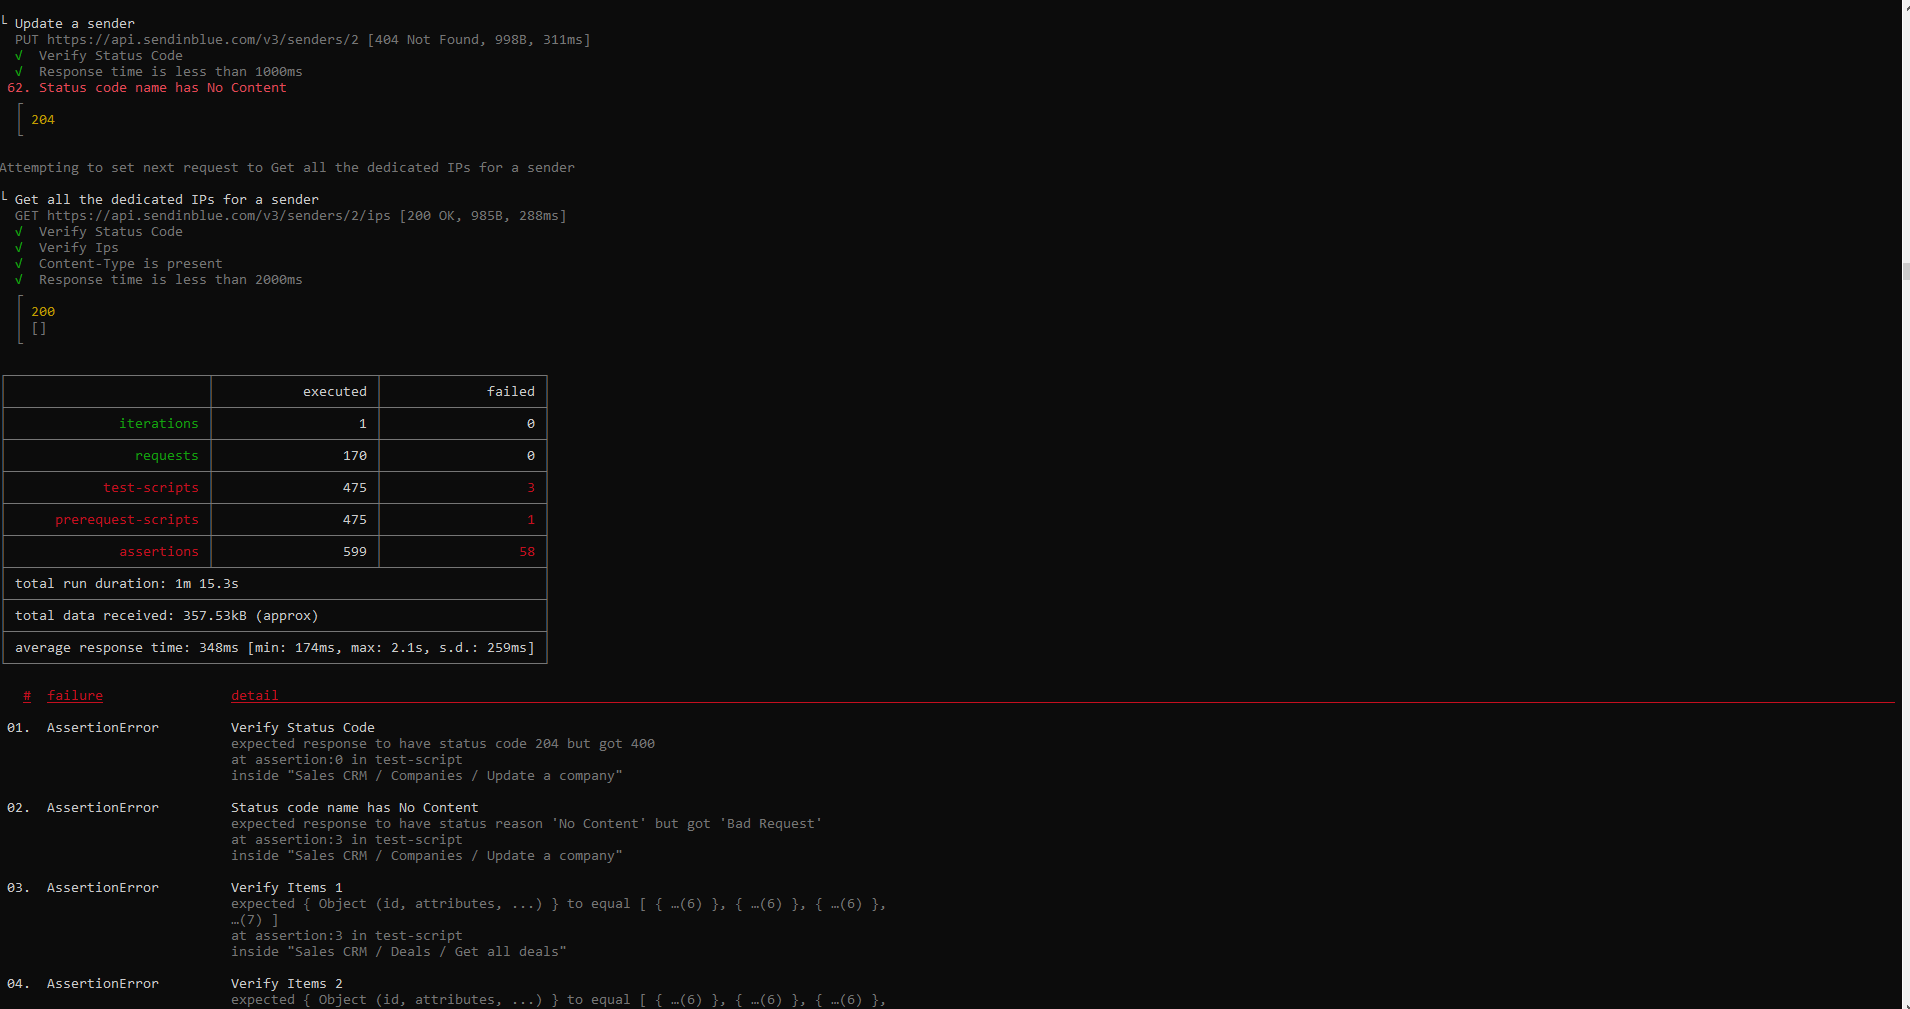 └ Update a sender
PUT https://api.sendinblue.com/v3/senders/2 [404 Not Found, 998B, 311ms]
√ Verify Status Code
√ Response time is less than 1000ms
62. Status code name has No Content
204
Attempting to set next request to Get all the dedicated IPs for a sender
└ Get all the dedicated IPs for a sender
GET https://api.sendinblue.com/v3/senders/2/ips [200 OK, 985B, 288ms]
√ Verify Status Code
√ Verify Ips
√ Content-Type is present
√ Response time is less than 2000ms
200
[]
executed failed
iterations 1 0
requests 170 0
test-scripts 475 3
prerequest-scripts 475 1
assertions 599 58
total run duration: 1m 15.3s
total data received: 357.53kB (approx)
average response time: 348ms [min: 174ms, max: 2.1s, s.d.: 259ms]
# failure detail
01. AssertionError Verify Status Code
expected response to have status code 204 but got 400
at assertion:0 in test-script
inside "Sales CRM / Companies / Update a company"
02. AssertionError Status code name has No Content
expected response to have status reason 'No Content' but got 'Bad Request'
at assertion:3 in test-script
inside "Sales CRM / Companies / Update a company"
03. AssertionError Verify Items 1
expected { Object (id, attributes, ...) } to equal [ { …(6) }, { …(6) }, { …(6) },
…(7) ]
at assertion:3 in test-script
inside "Sales CRM / Deals / Get all deals"
04. AssertionError Verify Items 2
expected { Object (id, attributes, ...) } to equal [ { …(6) }, { …(6) }, { …(6) },